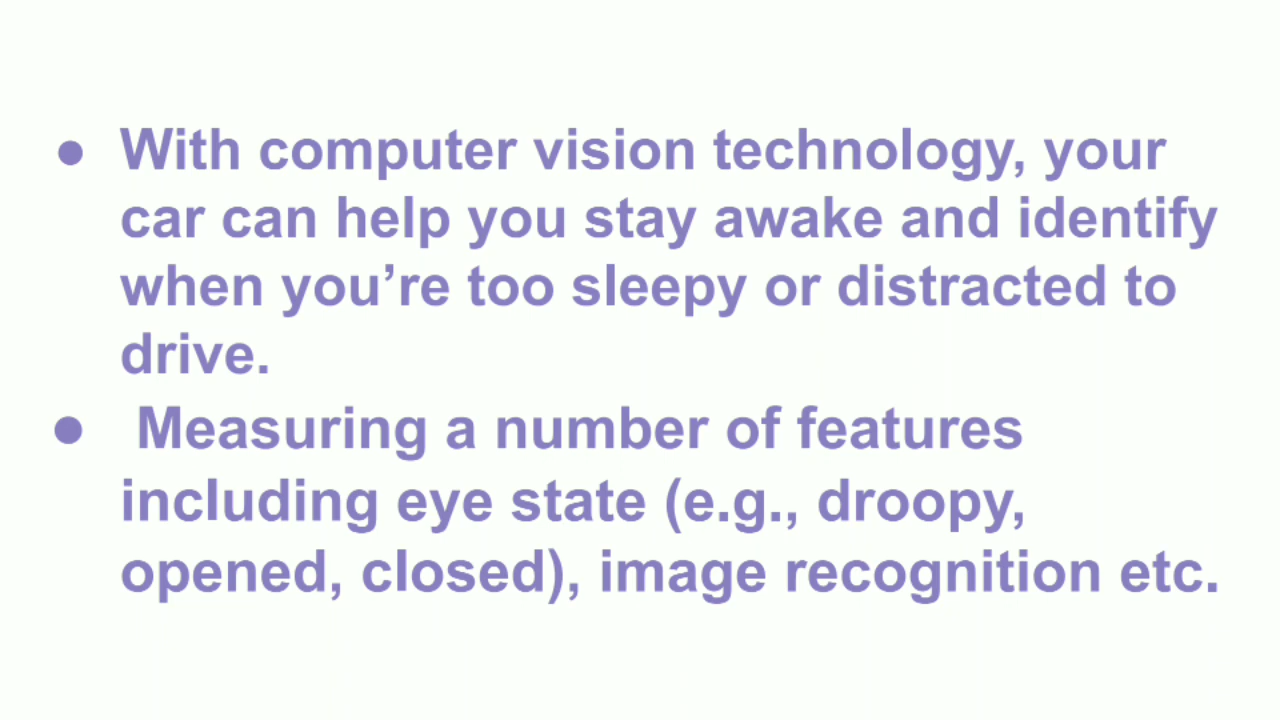 ● With computer vision technology, your
car can help you stay awake and identify
when you’re too sleepy or distracted to
drive.
● Measuring a number of features
including eye state (e.g., droopy,
opened, closed), image recognition etc.